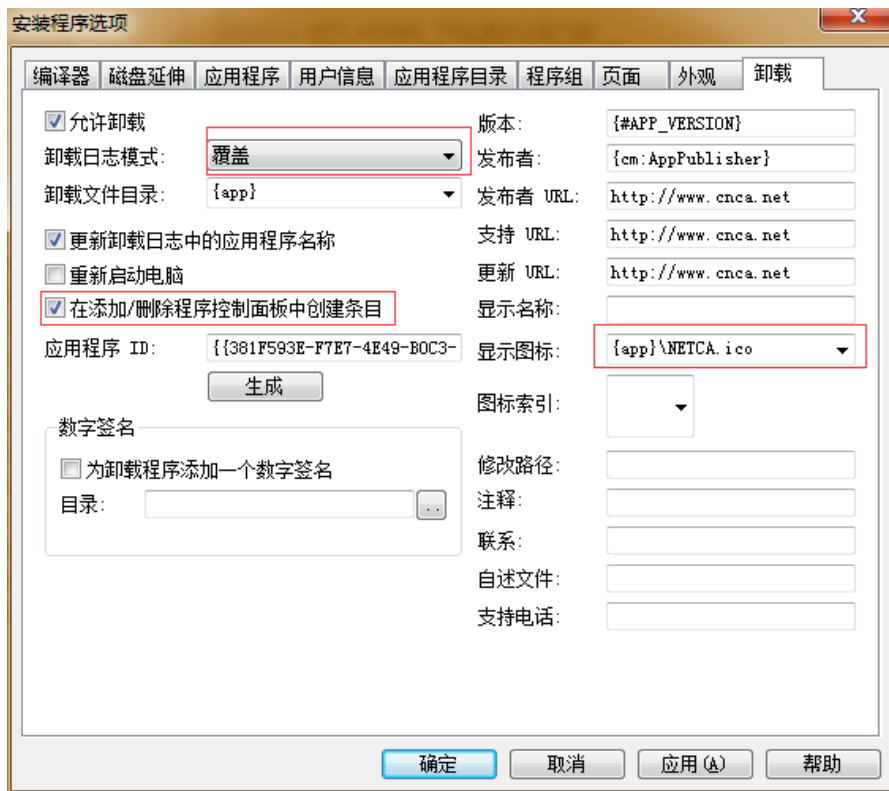 安装程序选项
编译器 磁盘延伸 应用程序 用户信息 应用程序目录 程序组 页面 外观 卸载
允许卸载
卸载日志模式: 覆盖
卸载文件目录: {app}
更新卸载日志中的应用程序名称
重新启动电脑
在添加/删除程序控制面板中创建条目
应用程序 ID: {{381F593E-F7E7-4E49-B0C3-
生成
数字签名
为卸载程序添加一个数字签名
目录: ..
版本: {#APP_VERSION}
发布者: {cm:AppPublisher}
发布者 URL: http://www.cnca.net
支持 URL: http://www.cnca.net
更新 URL: http://www.cnca.net
显示名称:
显示图标: {app}\NETCA.ico
图标索引:
修改路径:
注释:
联系:
自述文件:
支持电话:
确定 取消 应用(A) 帮助